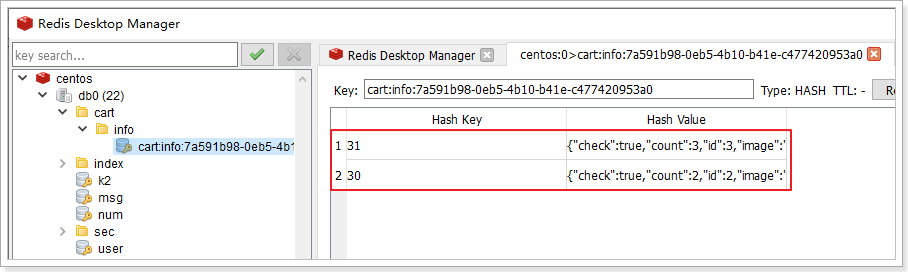 Redis Desktop Manager
key search...
centos
db0 (22)
cart
info
cart:info:7a591b98-0eb5-4b1
index
k2
msg
num
sec
user
Redis Desktop Manager
centos:0>cart:info:7a591b98-0eb5-4b10-b41e-c477420953a0
Key: cart:info:7a591b98-0eb5-4b10-b41e-c477420953a0 Type: HASH TTL: - Re
Hash Key Hash Value
1 31 {"check":true,"count":3,"id":3,"image":"
2 30 {"check":true,"count":2,"id":2,"image":"